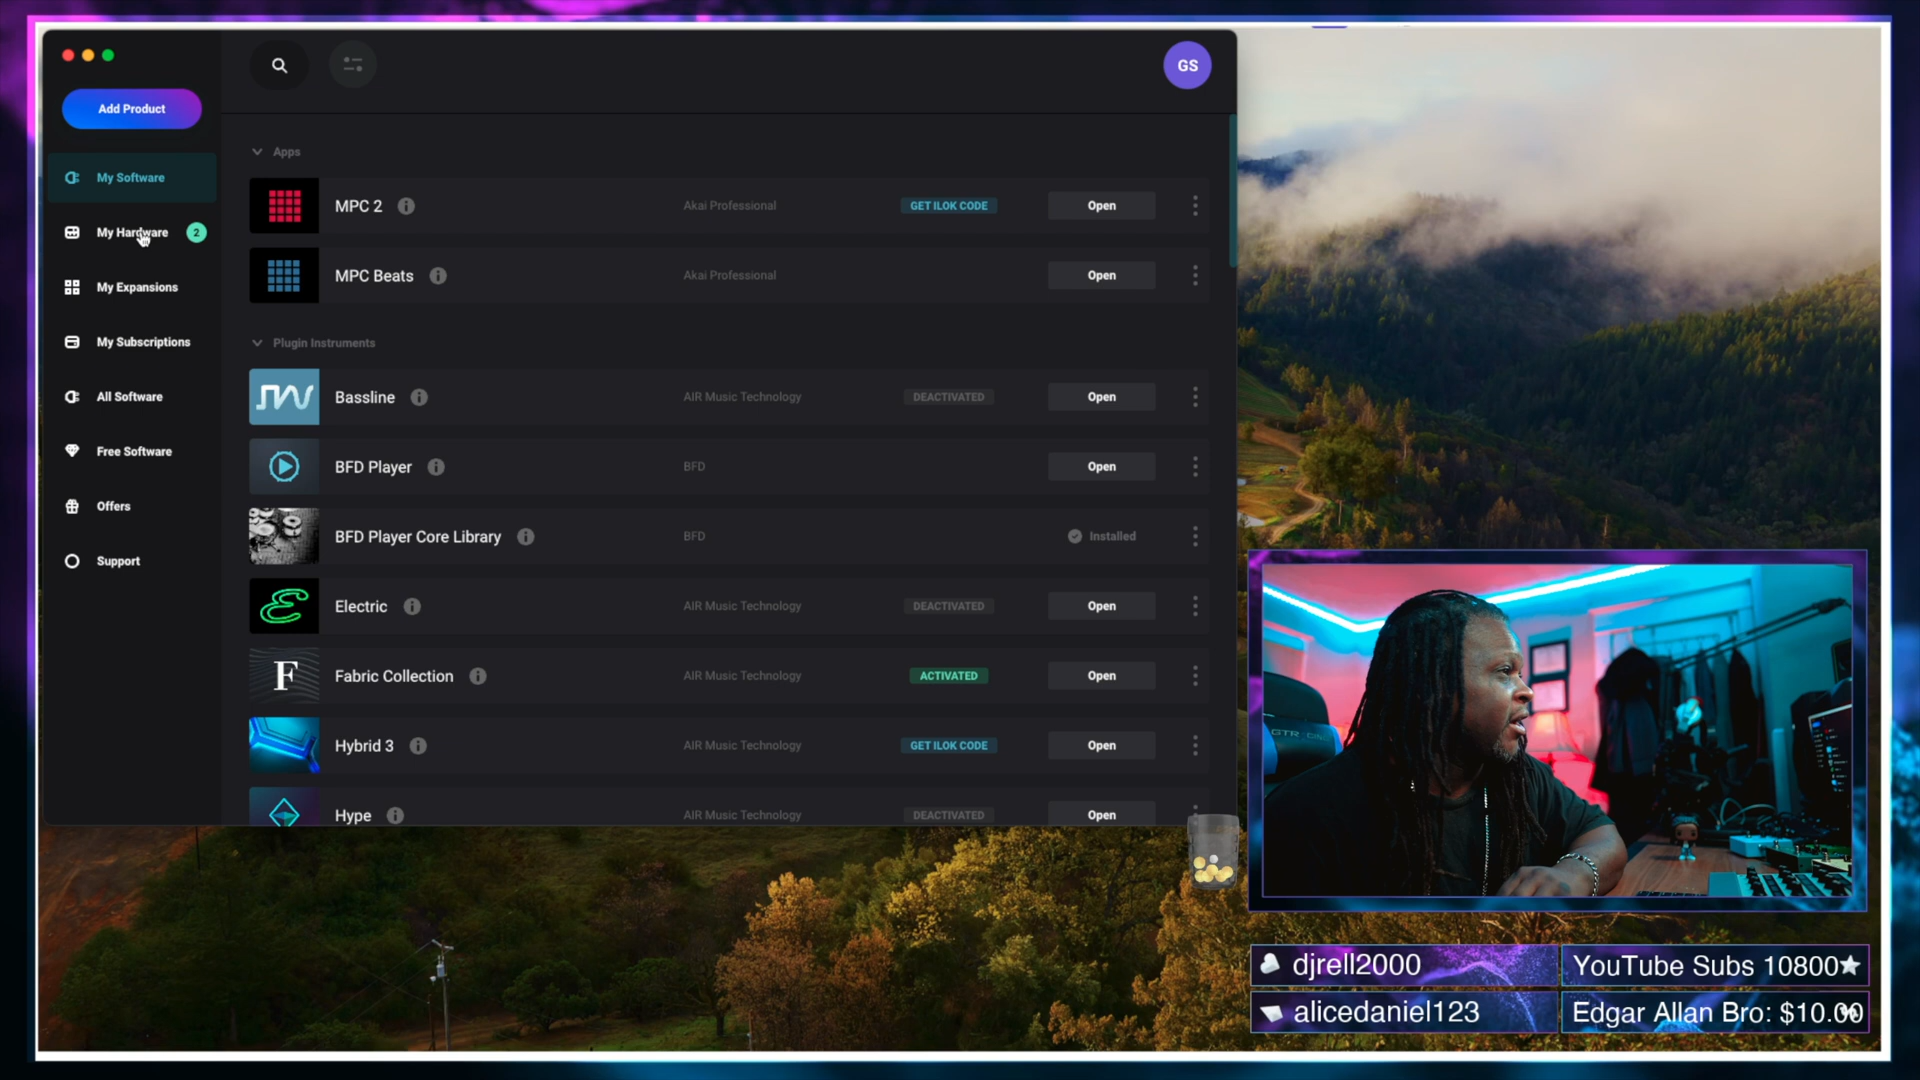 GS
Add Product
My Software
My Hardware 2
My Expansions
My Subscriptions
All Software
Free Software
Offers
Support
Apps
MPC 2 Akai Professional GET ILOK CODE Open
MPC Beats Akai Professional Open
Plugin Instruments
Bassline AIR Music Technology DEACTIVATED Open
BFD Player BFD Open
BFD Player Core Library BFD Installed
Electric AIR Music Technology DEACTIVATED Open
F Fabric Collection AIR Music Technology ACTIVATED Open
Hybrid 3 AIR Music Technology GET ILOK CODE Open
Hype AIR Music Technology DEACTIVATED Open
djrell2000
YouTube Subs 10800
alicedaniel123
Edgar Allan Bro: $10.00